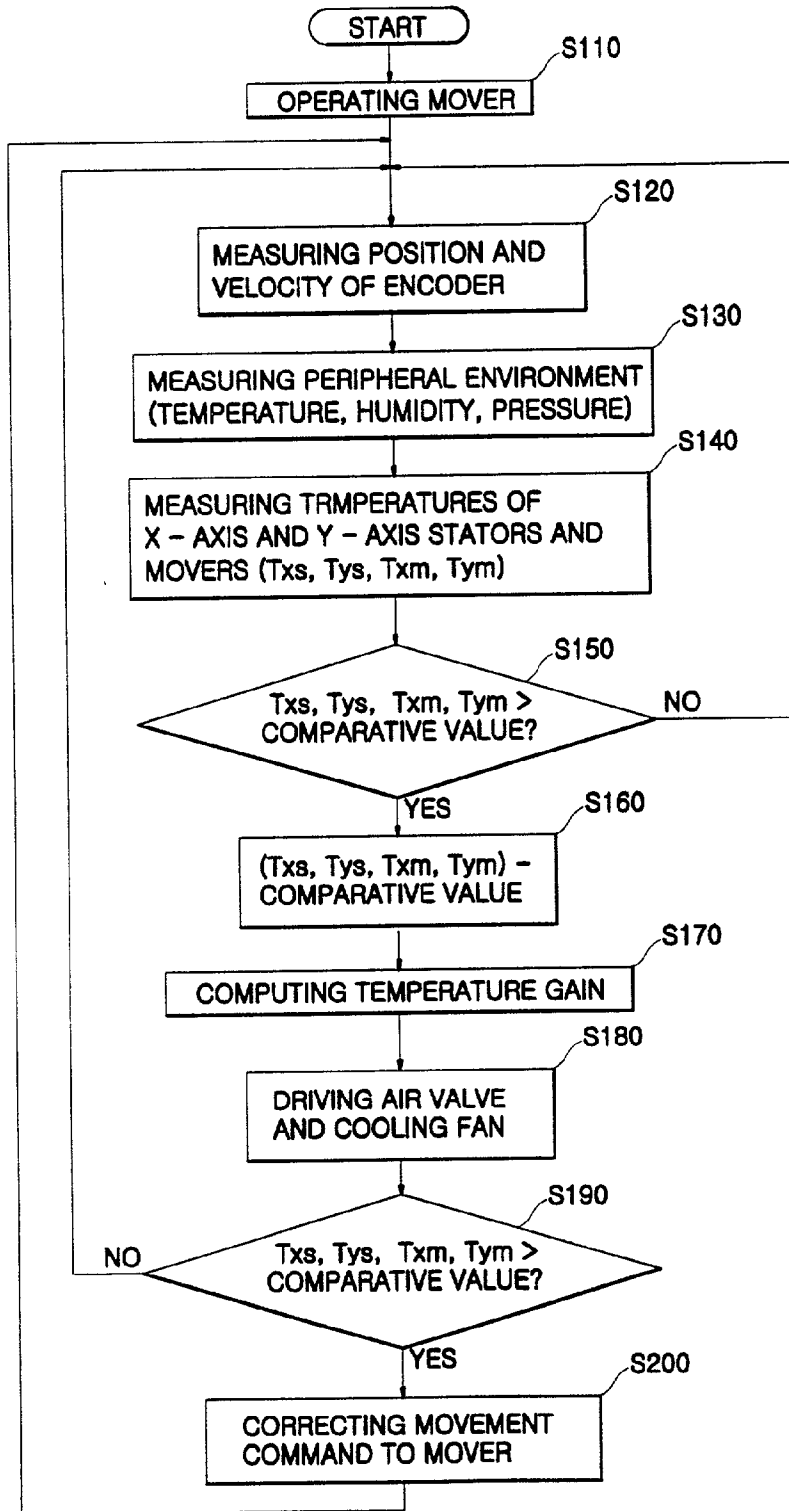 START
S110
OPERATING MOVER
S120
MEASURING POSITION AND
VELOCITY OF ENCODER
S130
MEASURING PERIPHERAL ENVIRONMENT
(TEMPERATURE, HUMIDITY, PRESSURE)
S140
MEASURING TRMPERATURES OF
X - AXIS AND Y - AXIS STATORS AND
MOVERS (Txs, Tys, Txm, Tym)
S150
Txs, Tys, Txm, Tym >
COMPARATIVE VALUE?
NO
YES
S160
(Txs, Tys, Txm, Tym) -
COMPARATIVE VALUE
S170
COMPUTING TEMPERATURE GAIN
S180
DRIVING AIR VALVE
AND COOLING FAN
S190
Txs, Tys, Txm, Tym >
COMPARATIVE VALUE?
NO
YES
S200
CORRECTING MOVEMENT
COMMAND TO MOVER